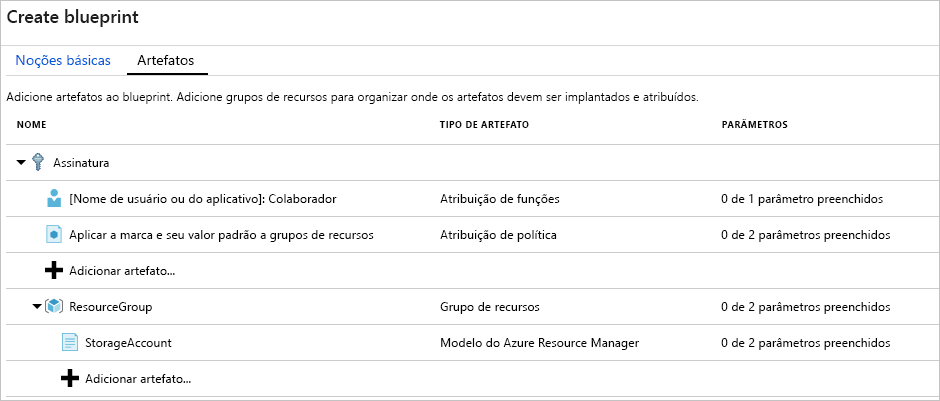 Create blueprint
Noções básicas Artefatos
Adicione artefatos ao blueprint. Adicione grupos de recursos para organizar onde os artefatos devem ser implantados e atribuídos.
NOME TIPO DE ARTEFATO PARÂMETROS
Assinatura
[Nome de usuário ou do aplicativo]: Colaborador Atribuição de funções 0 de 1 parâmetro preenchidos
Aplicar a marca e seu valor padrão a grupos de recursos Atribuição de política 0 de 2 parâmetros preenchidos
Adicionar artefato...
ResourceGroup Grupo de recursos 0 de 2 parâmetros preenchidos
StorageAccount Modelo do Azure Resource Manager 0 de 2 parâmetros preenchidos
Adicionar artefato...